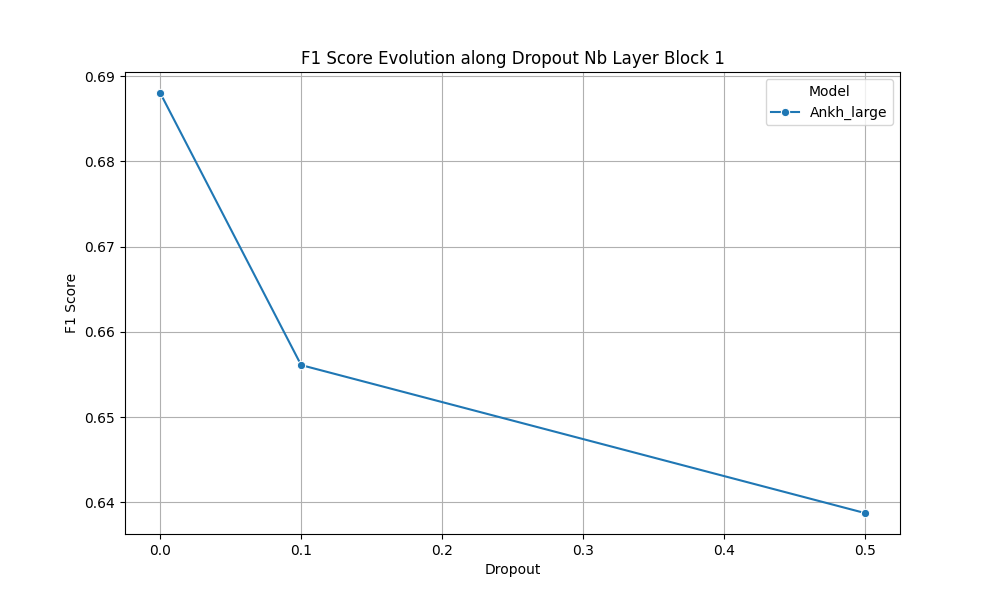 F1 Score Evolution along Dropout Nb Layer Block 1
Model
Ankh_large
F1 Score
0.69
0.68
0.67
0.66
0.65
0.64
0.0 0.1 0.2 0.3 0.4 0.5
Dropout